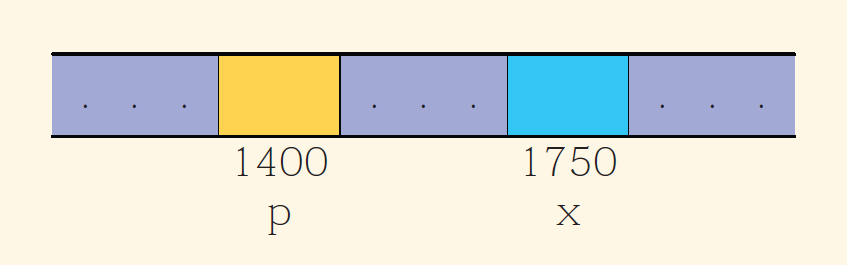 . . . . . . . . .
1400 1750
p x